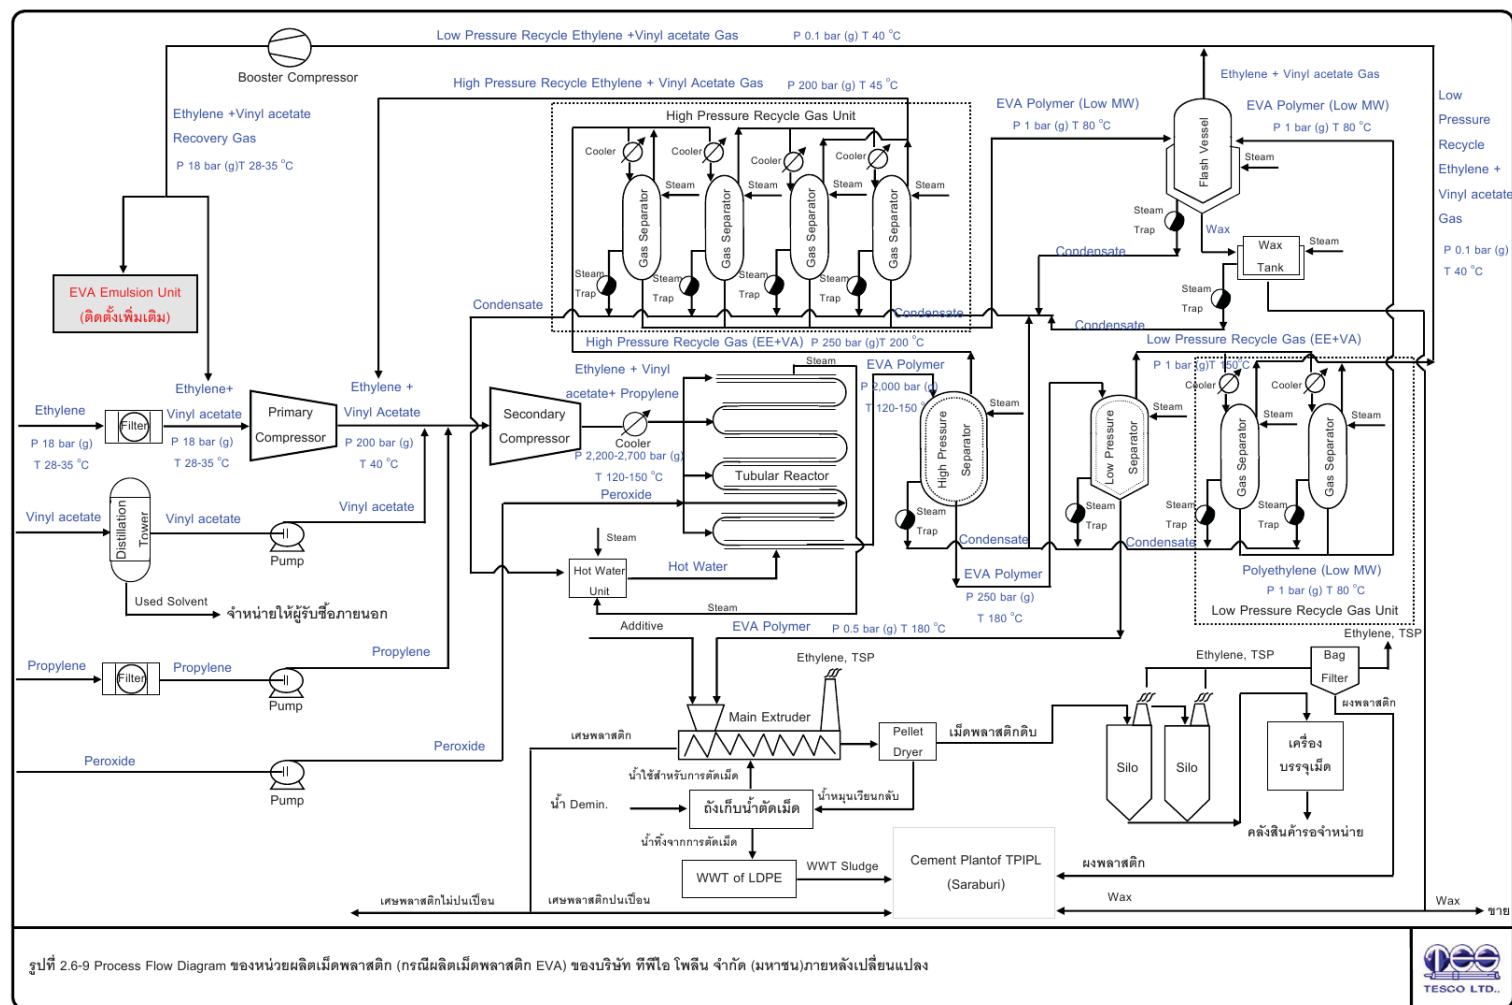 Low Pressure Recycle Ethylene +Vinyl acetate Gas P 0.1 bar (g) T 40 °C
Booster Compressor
High Pressure Recycle Ethylene + Vinyl Acetate Gas P 200 bar (g) T 45 °C
Ethylene +Vinyl acetate
Recovery Gas
P 18 bar (g)T 28-35 °C
EVA Emulsion Unit
(ติดตั้งเพิ่มเติม)
High Pressure Recycle Gas Unit
Cooler
Cooler
Cooler
Cooler
Steam
Steam
Steam
Steam
Gas Separator
Gas Separator
Gas Separator
Gas Separator
Steam
Trap
Steam
Trap
Steam
Trap
Steam
Trap
Condensate
Condensate
EVA Polymer (Low MW)
P 1 bar (g) T 80 °C
Ethylene + Vinyl acetate Gas
EVA Polymer (Low MW)
P 1 bar (g) T 80 °C
Flash Vessel
Steam
Steam
Trap
Wax
Condensate
Wax
Tank
Steam
Steam
Trap
Condensate
Low
Pressure
Recycle
Ethylene +
Vinyl acetate
Gas
P 0.1 bar (g)
T 40 °C
High Pressure Recycle Gas (EE+VA) P 250 bar (g)T 200 °C
Low Pressure Recycle Gas (EE+VA)
P 1 bar (g)T 150°C
Ethylene
P 18 bar (g)
T 28-35 °C
Filter
Ethylene+
Vinyl acetate
P 18 bar (g)
T 28-35 °C
Primary
Compressor
Ethylene +
Vinyl Acetate
P 200 bar (g)
T 40 °C
Secondary
Compressor
Cooler
Ethylene + Vinyl
acetate+ Propylene
P 2,200-2,700 bar (g)
T 120-150 °C
Peroxide
Steam
Tubular Reactor
EVA Polymer
P 2,000 bar (g)
T 120-150 °C
High Pressure
Separator
Steam
Steam
Trap
Condensate
Low Pressure
Separator
Steam
Steam
Trap
Condensate
Cooler
Cooler
Steam
Steam
Gas Separator
Gas Separator
Steam
Trap
Steam
Trap
Polyethylene (Low MW)
P 1 bar (g) T 80 °C
Low Pressure Recycle Gas Unit
Vinyl acetate
Distillation
Tower
Vinyl acetate
Pump
Vinyl acetate
Used Solvent
จำหน่ายให้ผู้รับซื้อภายนอก
Steam
Hot Water
Unit
Hot Water
Steam
EVA Polymer
P 250 bar (g)
T 180 °C
EVA Polymer P 0.5 bar (g) T 180 °C
Additive
Propylene
Filter
Propylene
Pump
Propylene
Peroxide
Pump
Peroxide
Ethylene, TSP
Main Extruder
เศษพลาสติก
Pellet
Dryer
เม็ดพลาสติกดิบ
น้ำใช้สำหรับการตัดเม็ด
น้ำหมุนเวียนกลับ
น้ำ Demin.
ถังเก็บน้ำตัดเม็ด
น้ำทิ้งจากการตัดเม็ด
WWT of LDPE
WWT Sludge
Cement Plantof TPIPL
(Saraburi)
Ethylene, TSP
Ethylene, TSP
Bag
Filter
ผงพลาสติก
Silo
Silo
เครื่อง
บรรจุเม็ด
คลังสินค้ารอจำหน่าย
ผงพลาสติก
เศษพลาสติกไม่ปนเปื้อน
เศษพลาสติกปนเปื้อน
Wax
Wax
ขาย
รูปที่ 2.6-9 Process Flow Diagram ของหน่วยผลิตเม็ดพลาสติก (กรณีผลิตเม็ดพลาสติก EVA) ของบริษัท ทีพีไอ โพลีน จำกัด (มหาชน)ภายหลังเปลี่ยนแปลง
TESCO LTD..